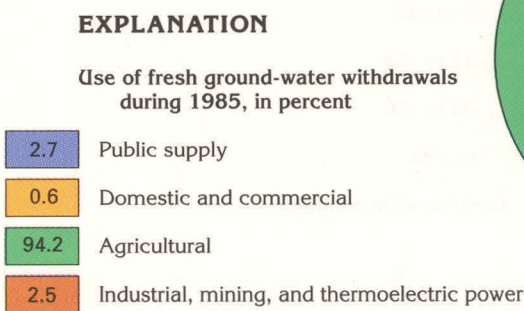 EXPLANATION
Use of fresh ground-water withdrawals
during 1985, in percent
2.7 Public supply
0.6 Domestic and commercial
94.2 Agricultural
2.5 Industrial, mining, and thermoelectric power